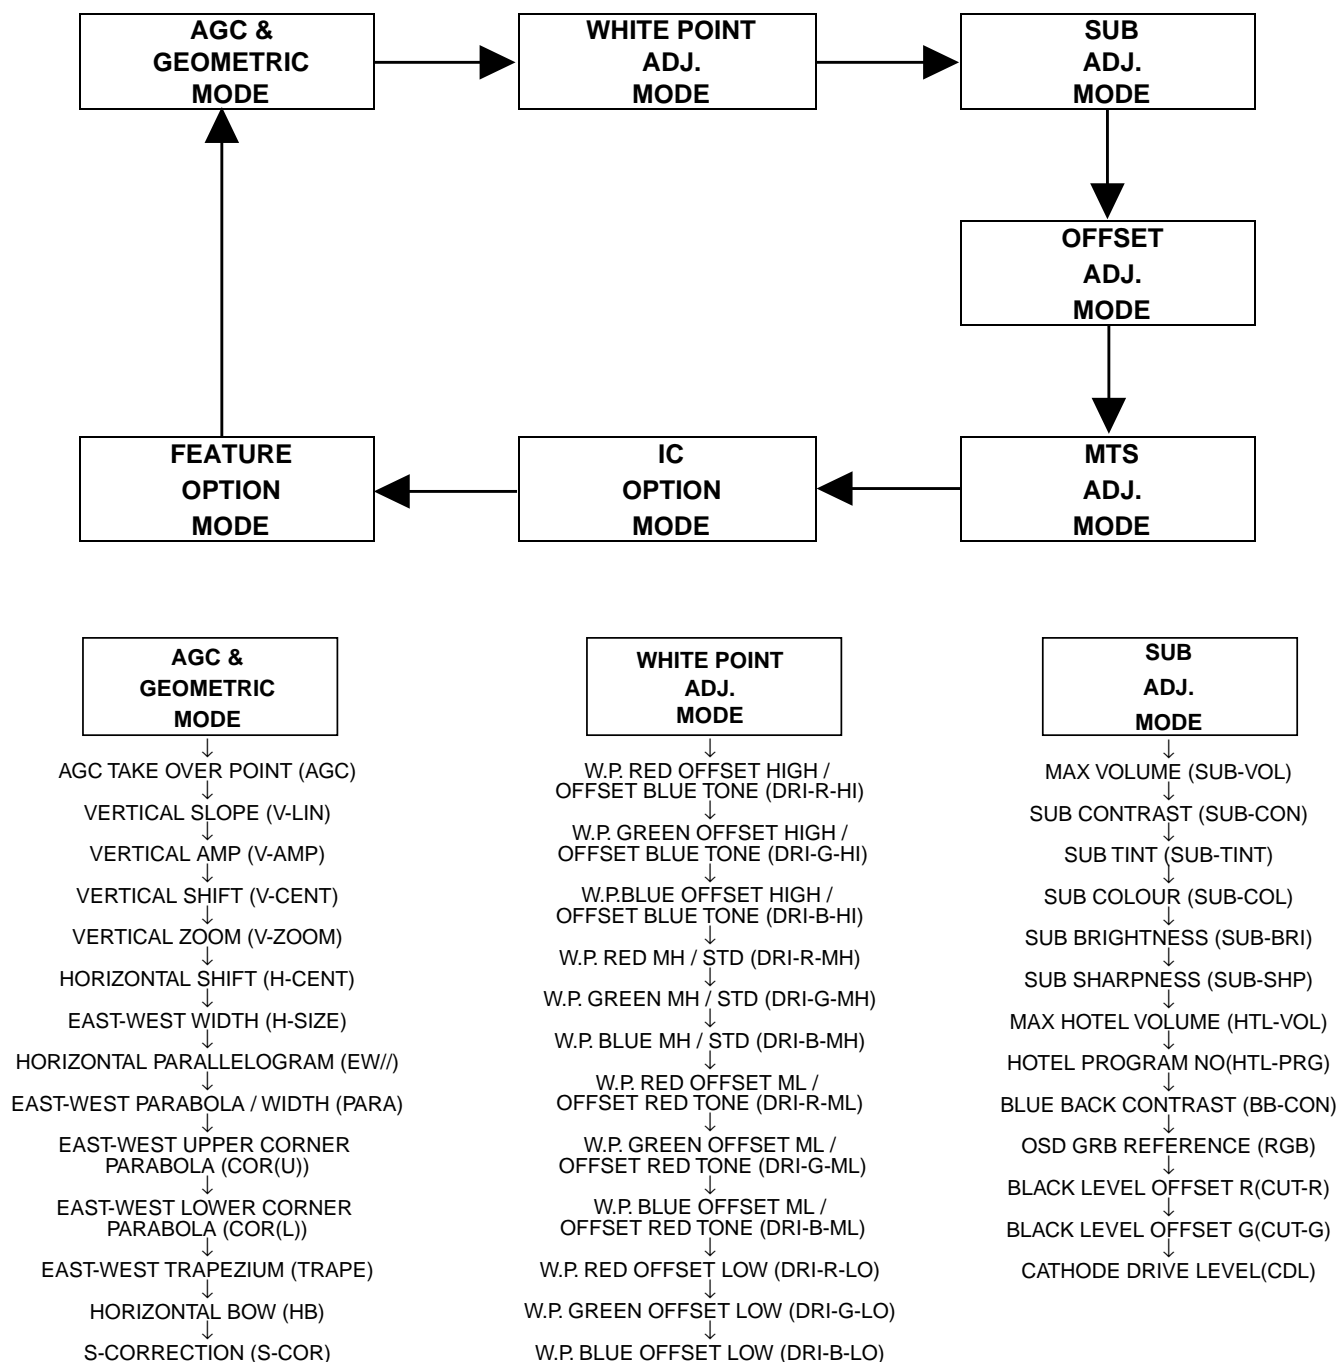 AGC &
GEOMETRIC
MODE
WHITE POINT
ADJ.
MODE
SUB
ADJ.
MODE
OFFSET
ADJ.
MODE
FEATURE
OPTION
MODE
IC
OPTION
MODE
MTS
ADJ.
MODE
AGC &
GEOMETRIC
MODE
AGC TAKE OVER POINT (AGC)
VERTICAL SLOPE (V-LIN)
VERTICAL AMP (V-AMP)
VERTICAL SHIFT (V-CENT)
VERTICAL ZOOM (V-ZOOM)
HORIZONTAL SHIFT (H-CENT)
EAST-WEST WIDTH (H-SIZE)
HORIZONTAL PARALLELOGRAM (EW//)
EAST-WEST PARABOLA / WIDTH (PARA)
EAST-WEST UPPER CORNER
PARABOLA (COR(U))
EAST-WEST LOWER CORNER
PARABOLA (COR(L))
EAST-WEST TRAPEZIUM (TRAPE)
HORIZONTAL BOW (HB)
S-CORRECTION (S-COR)
WHITE POINT
ADJ.
MODE
W.P. RED OFFSET HIGH /
OFFSET BLUE TONE (DRI-R-HI)
W.P. GREEN OFFSET HIGH /
OFFSET BLUE TONE (DRI-G-HI)
W.P.BLUE OFFSET HIGH /
OFFSET BLUE TONE (DRI-B-HI)
W.P. RED MH / STD (DRI-R-MH)
W.P. GREEN MH / STD (DRI-G-MH)
W.P. BLUE MH / STD (DRI-B-MH)
W.P. RED OFFSET ML /
OFFSET RED TONE (DRI-R-ML)
W.P. GREEN OFFSET ML /
OFFSET RED TONE (DRI-G-ML)
W.P. BLUE OFFSET ML /
OFFSET RED TONE (DRI-B-ML)
W.P. RED OFFSET LOW (DRI-R-LO)
W.P. GREEN OFFSET LOW (DRI-G-LO)
W.P. BLUE OFFSET LOW (DRI-B-LO)
SUB
ADJ.
MODE
MAX VOLUME (SUB-VOL)
SUB CONTRAST (SUB-CON)
SUB TINT (SUB-TINT)
SUB COLOUR (SUB-COL)
SUB BRIGHTNESS (SUB-BRI)
SUB SHARPNESS (SUB-SHP)
MAX HOTEL VOLUME (HTL-VOL)
HOTEL PROGRAM NO(HTL-PRG)
BLUE BACK CONTRAST (BB-CON)
OSD GRB REFERENCE (RGB)
BLACK LEVEL OFFSET R(CUT-R)
BLACK LEVEL OFFSET G(CUT-G)
CATHODE DRIVE LEVEL(CDL)